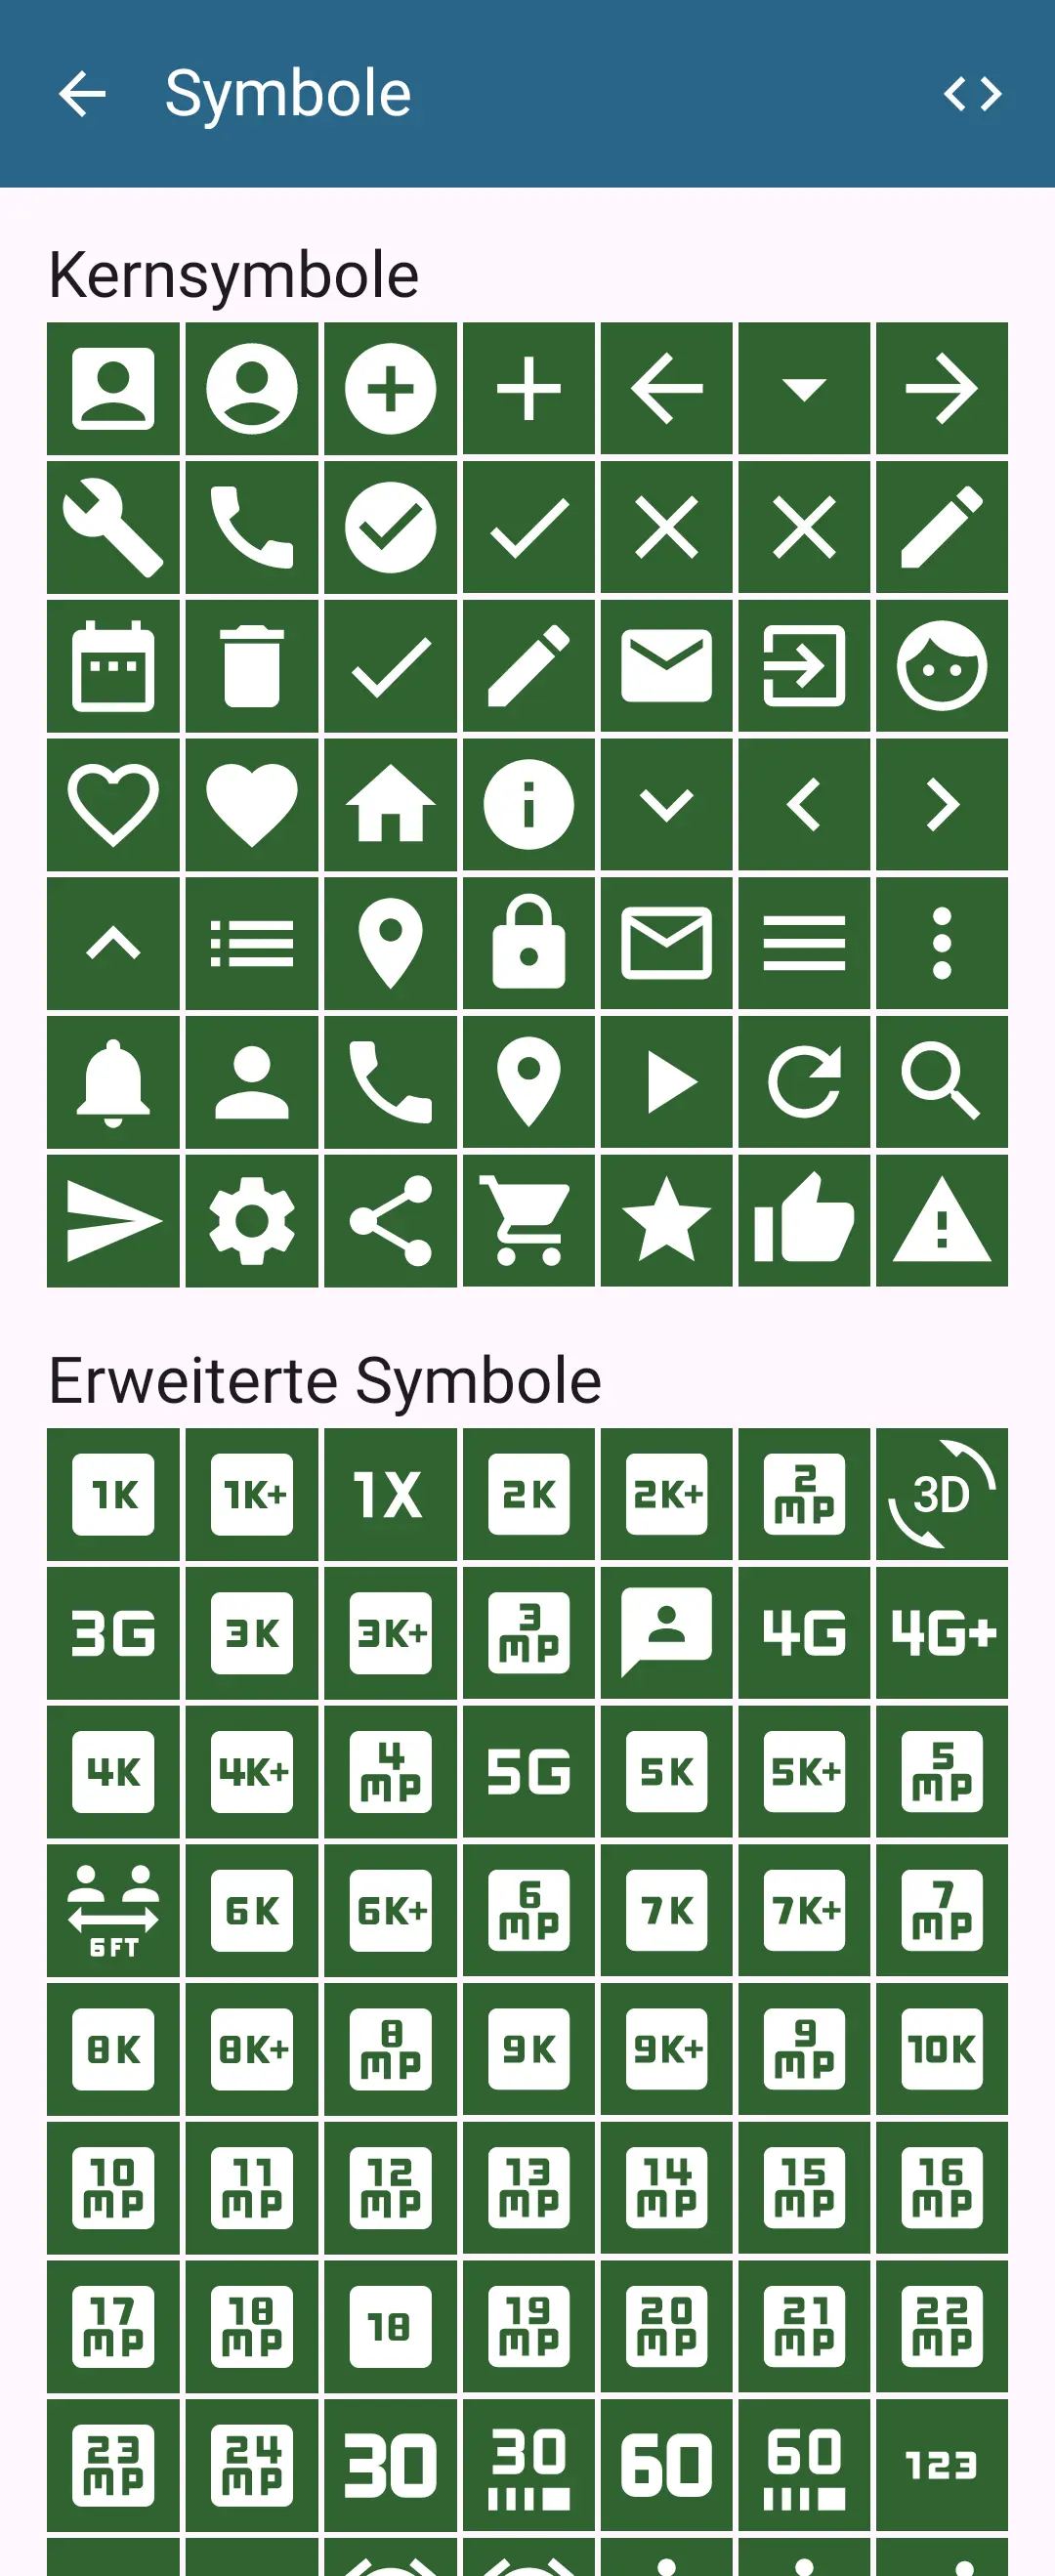 Symbole
Kernsymbole
Erweiterte Symbole
1K 1K+ 1X 2K 2K+ 2 MP 3D
3G 3K 3K+ 3 MP 4G 4G+
4K 4K+ 4 MP 5G 5K 5K+ 5 MP
6 FT 6K 6K+ 6 MP 7K 7K+ 7 MP
8K 8K+ 8 MP 9K 9K+ 9 MP 10K
10 MP 11 MP 12 MP 13 MP 14 MP 15 MP 16 MP
17 MP 18 MP 18 19 MP 20 MP 21 MP 22 MP
23 MP 24 MP 30 30 60 60 123